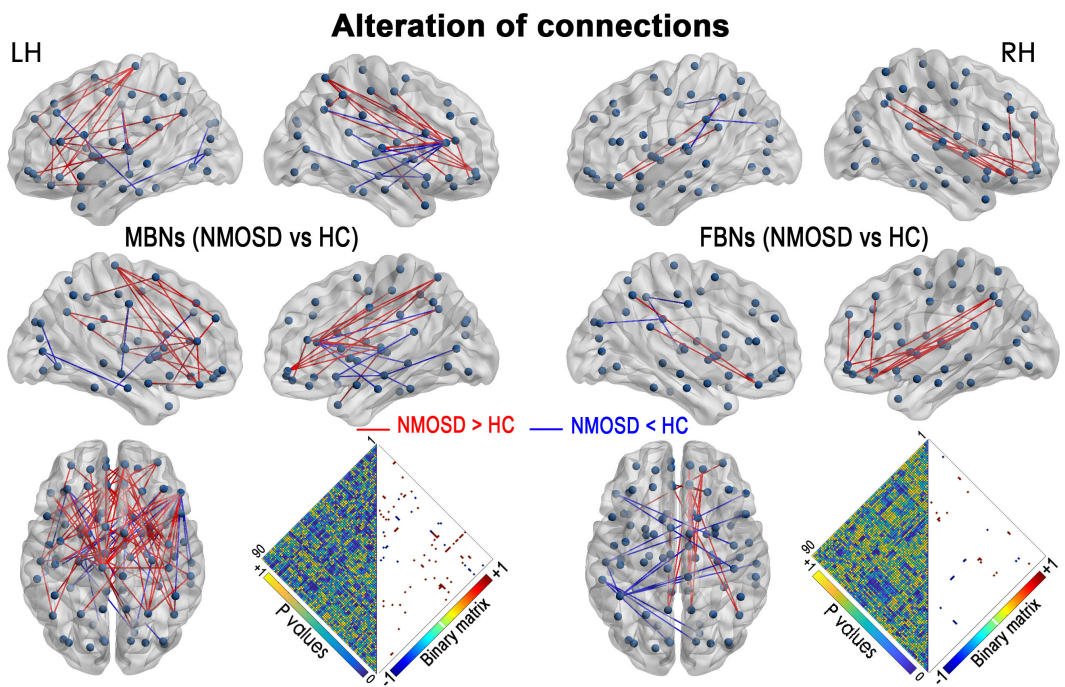 Alteration of connections
LH
RH
MBNs (NMOSD vs HC)
FBNs (NMOSD vs HC)
NMOSD > HC
NMOSD < HC
1
90
+1
P values
0
-1
Binary matrix
+1
1
90
+1
P values
0
-1
Binary matrix
+1